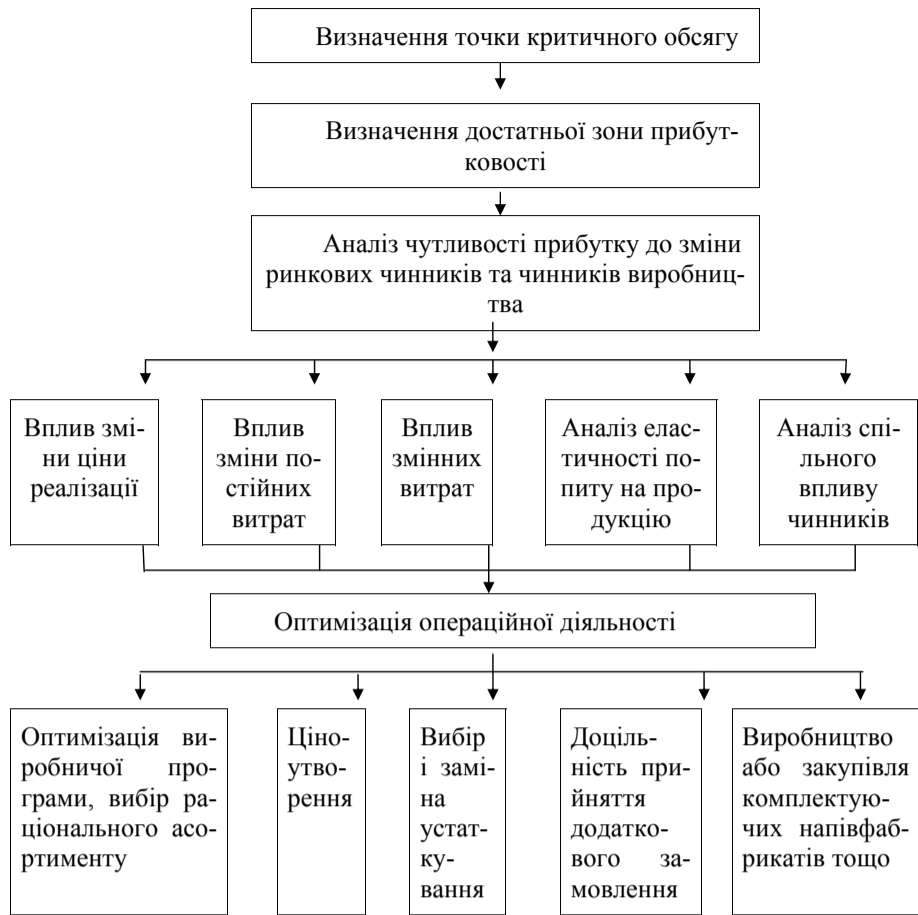 Визначення точки критичного обсягу
Визначення достатньої зони прибут-
ковості
Аналіз чутливості прибутку до зміни
ринкових чинників та чинників виробниц-
тва
Вплив змі-
ни ціни
реалізації
Вплив
зміни по-
стійних
витрат
Вплив
змінних
витрат
Аналіз елас-
тичності по-
питу на про-
дукцію
Аналіз спі-
льного
впливу
чинників
Оптимізація операційної діяльності
Оптимізація ви-
робничої про-
грами, вибір ра-
ціонального асо-
ртименту
Ціно-
утво-
рення
Вибір
і заміна
устат-
ку-
вання
Доціль-
ність при-
йняття
додатко-
вого за-
мовлення
Виробництво
або закупівля
комплектую-
чих напівфаб-
рикатів тощо